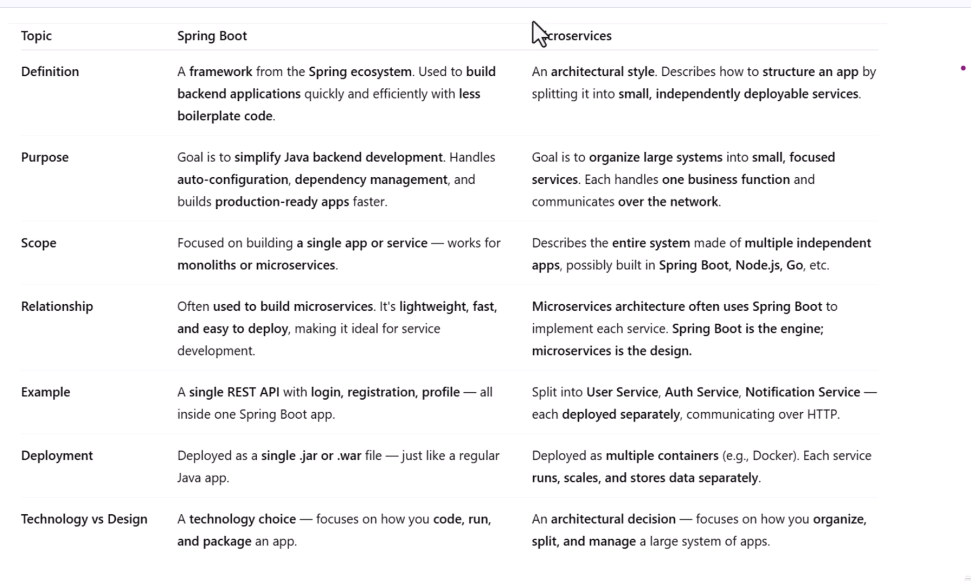 Topic Spring Boot croservices
Definition A framework from the Spring ecosystem. Used to build An architectural style. Describes how to structure an app by
backend applications quickly and efficiently with less splitting it into small, independently deployable services.
boilerplate code.
Purpose Goal is to simplify Java backend development. Handles Goal is to organize large systems into small, focused
auto-configuration, dependency management, and services. Each handles one business function and
builds production-ready apps faster. communicates over the network.
Scope Focused on building a single app or service — works for Describes the entire system made of multiple independent
monoliths or microservices. apps, possibly built in Spring Boot, Node.js, Go, etc.
Relationship Often used to build microservices. It's lightweight, fast, Microservices architecture often uses Spring Boot to
and easy to deploy, making it ideal for service implement each service. Spring Boot is the engine;
development. microservices is the design.
Example A single REST API with login, registration, profile — all Split into User Service, Auth Service, Notification Service —
inside one Spring Boot app. each deployed separately, communicating over HTTP.
Deployment Deployed as a single .jar or .war file — just like a regular Deployed as multiple containers (e.g., Docker). Each service
Java app. runs, scales, and stores data separately.
Technology vs Design A technology choice — focuses on how you code, run, An architectural decision — focuses on how you organize,
and package an app. split, and manage a large system of apps.